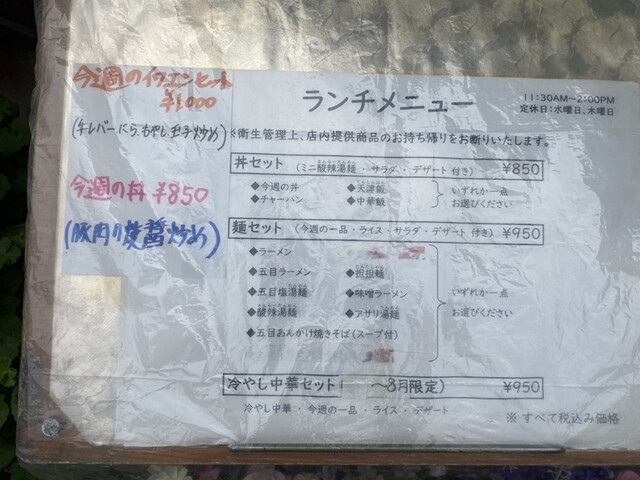 今週のイクエンセット
¥1000
(牛レバーにら、もやし、玉子炒め)
今週の丼 ¥850
(豚肉の醤炒め)
ランチメニュー
11:30AM～2:00PM
定休日：水曜日、木曜日
※衛生管理上、店内提供商品のお持ち帰りをお断りいたします。
丼セット (ミニ酸辣湯麺・サラダ・デザート 付き) ¥850
◆今週の丼 ◆天津飯
◆チャーハン ◆中華飯
いずれか一点
お選びください
麺セット (今週の一品・ライス・サラダ・デザート 付き) ¥950
◆ラーメン
◆五目ラーメン ◆担担麺
◆五目塩湯麺 ◆味噌ラーメン
◆酸辣湯麺 ◆アサリ湯麺
◆五目あんかけ焼きそば(スープ付)
いずれか一点
お選びください
冷やし中華セット( ～8月限定) ¥950
冷やし中華・今週の一品・ライス・デザート
※ すべて税込み価格